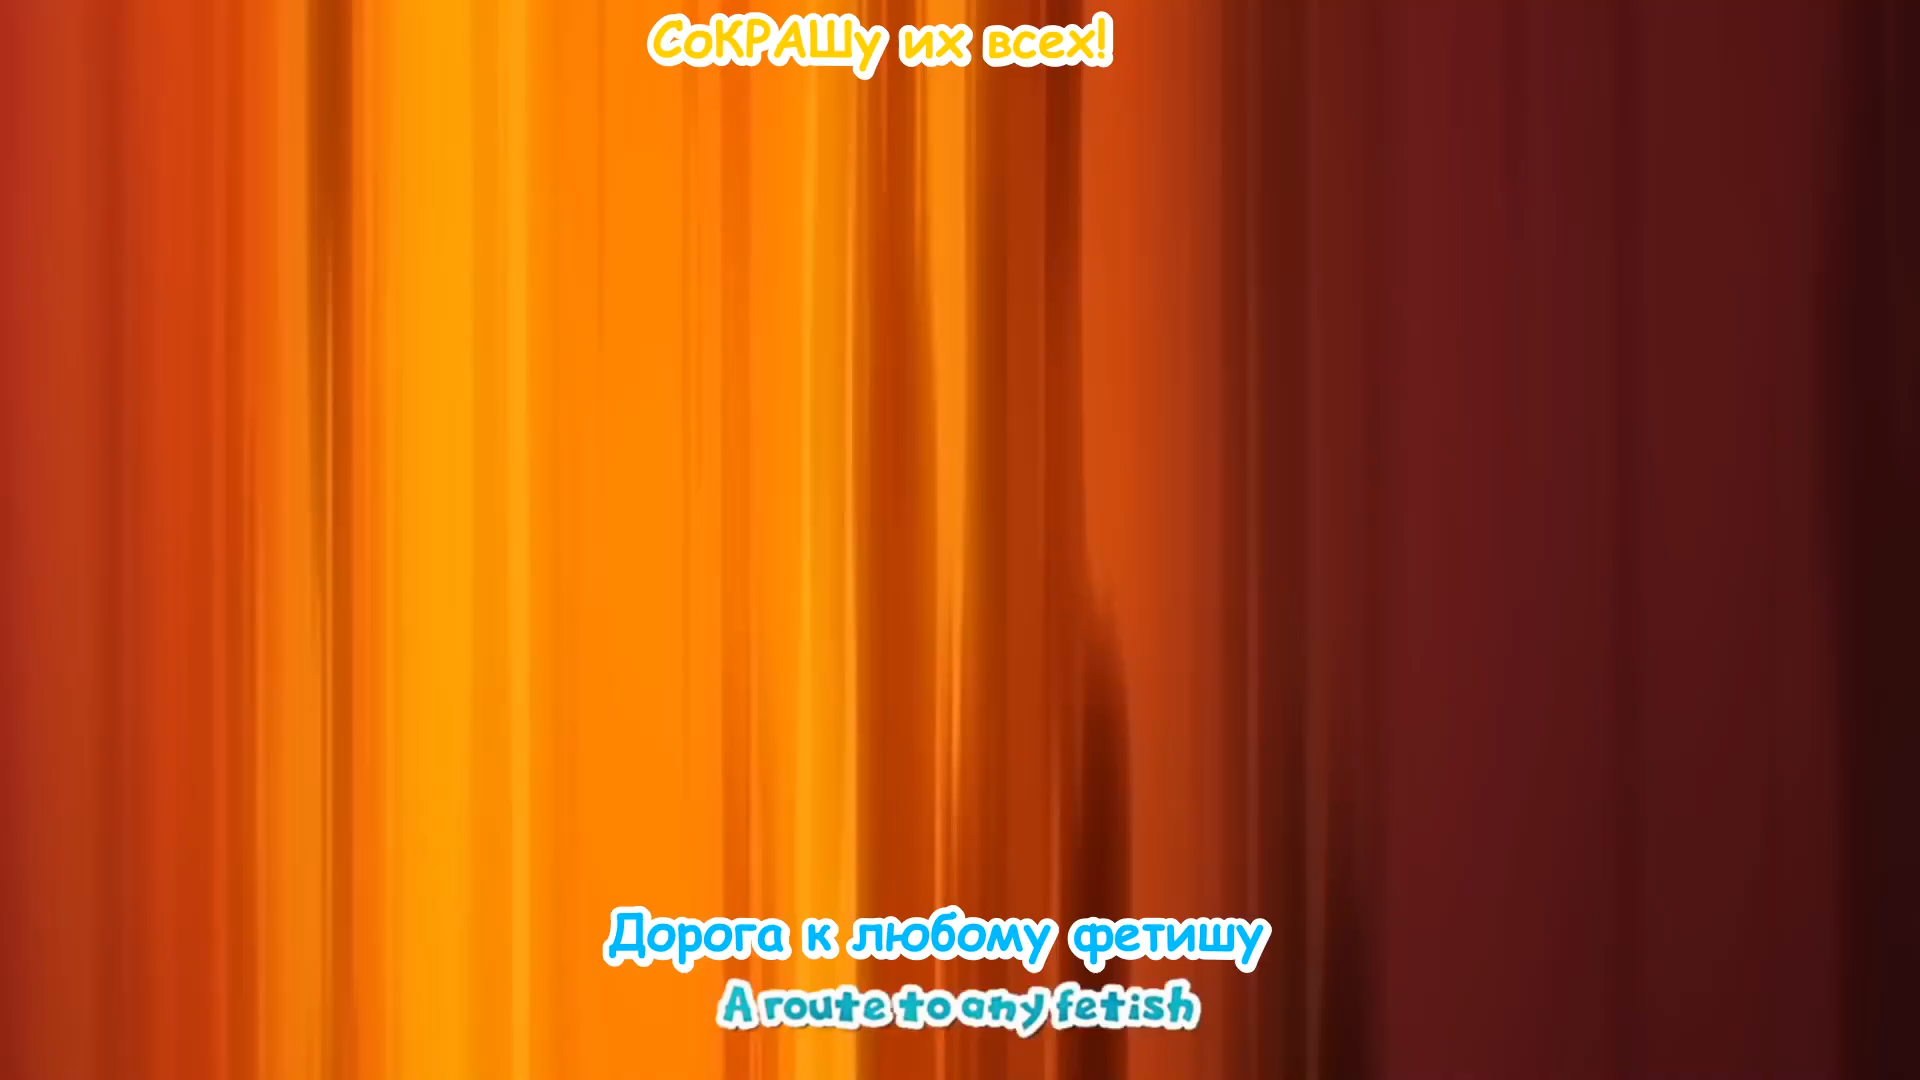 СоКРАШу их всех!
Дорога к любому фетишу
A route to any fetish